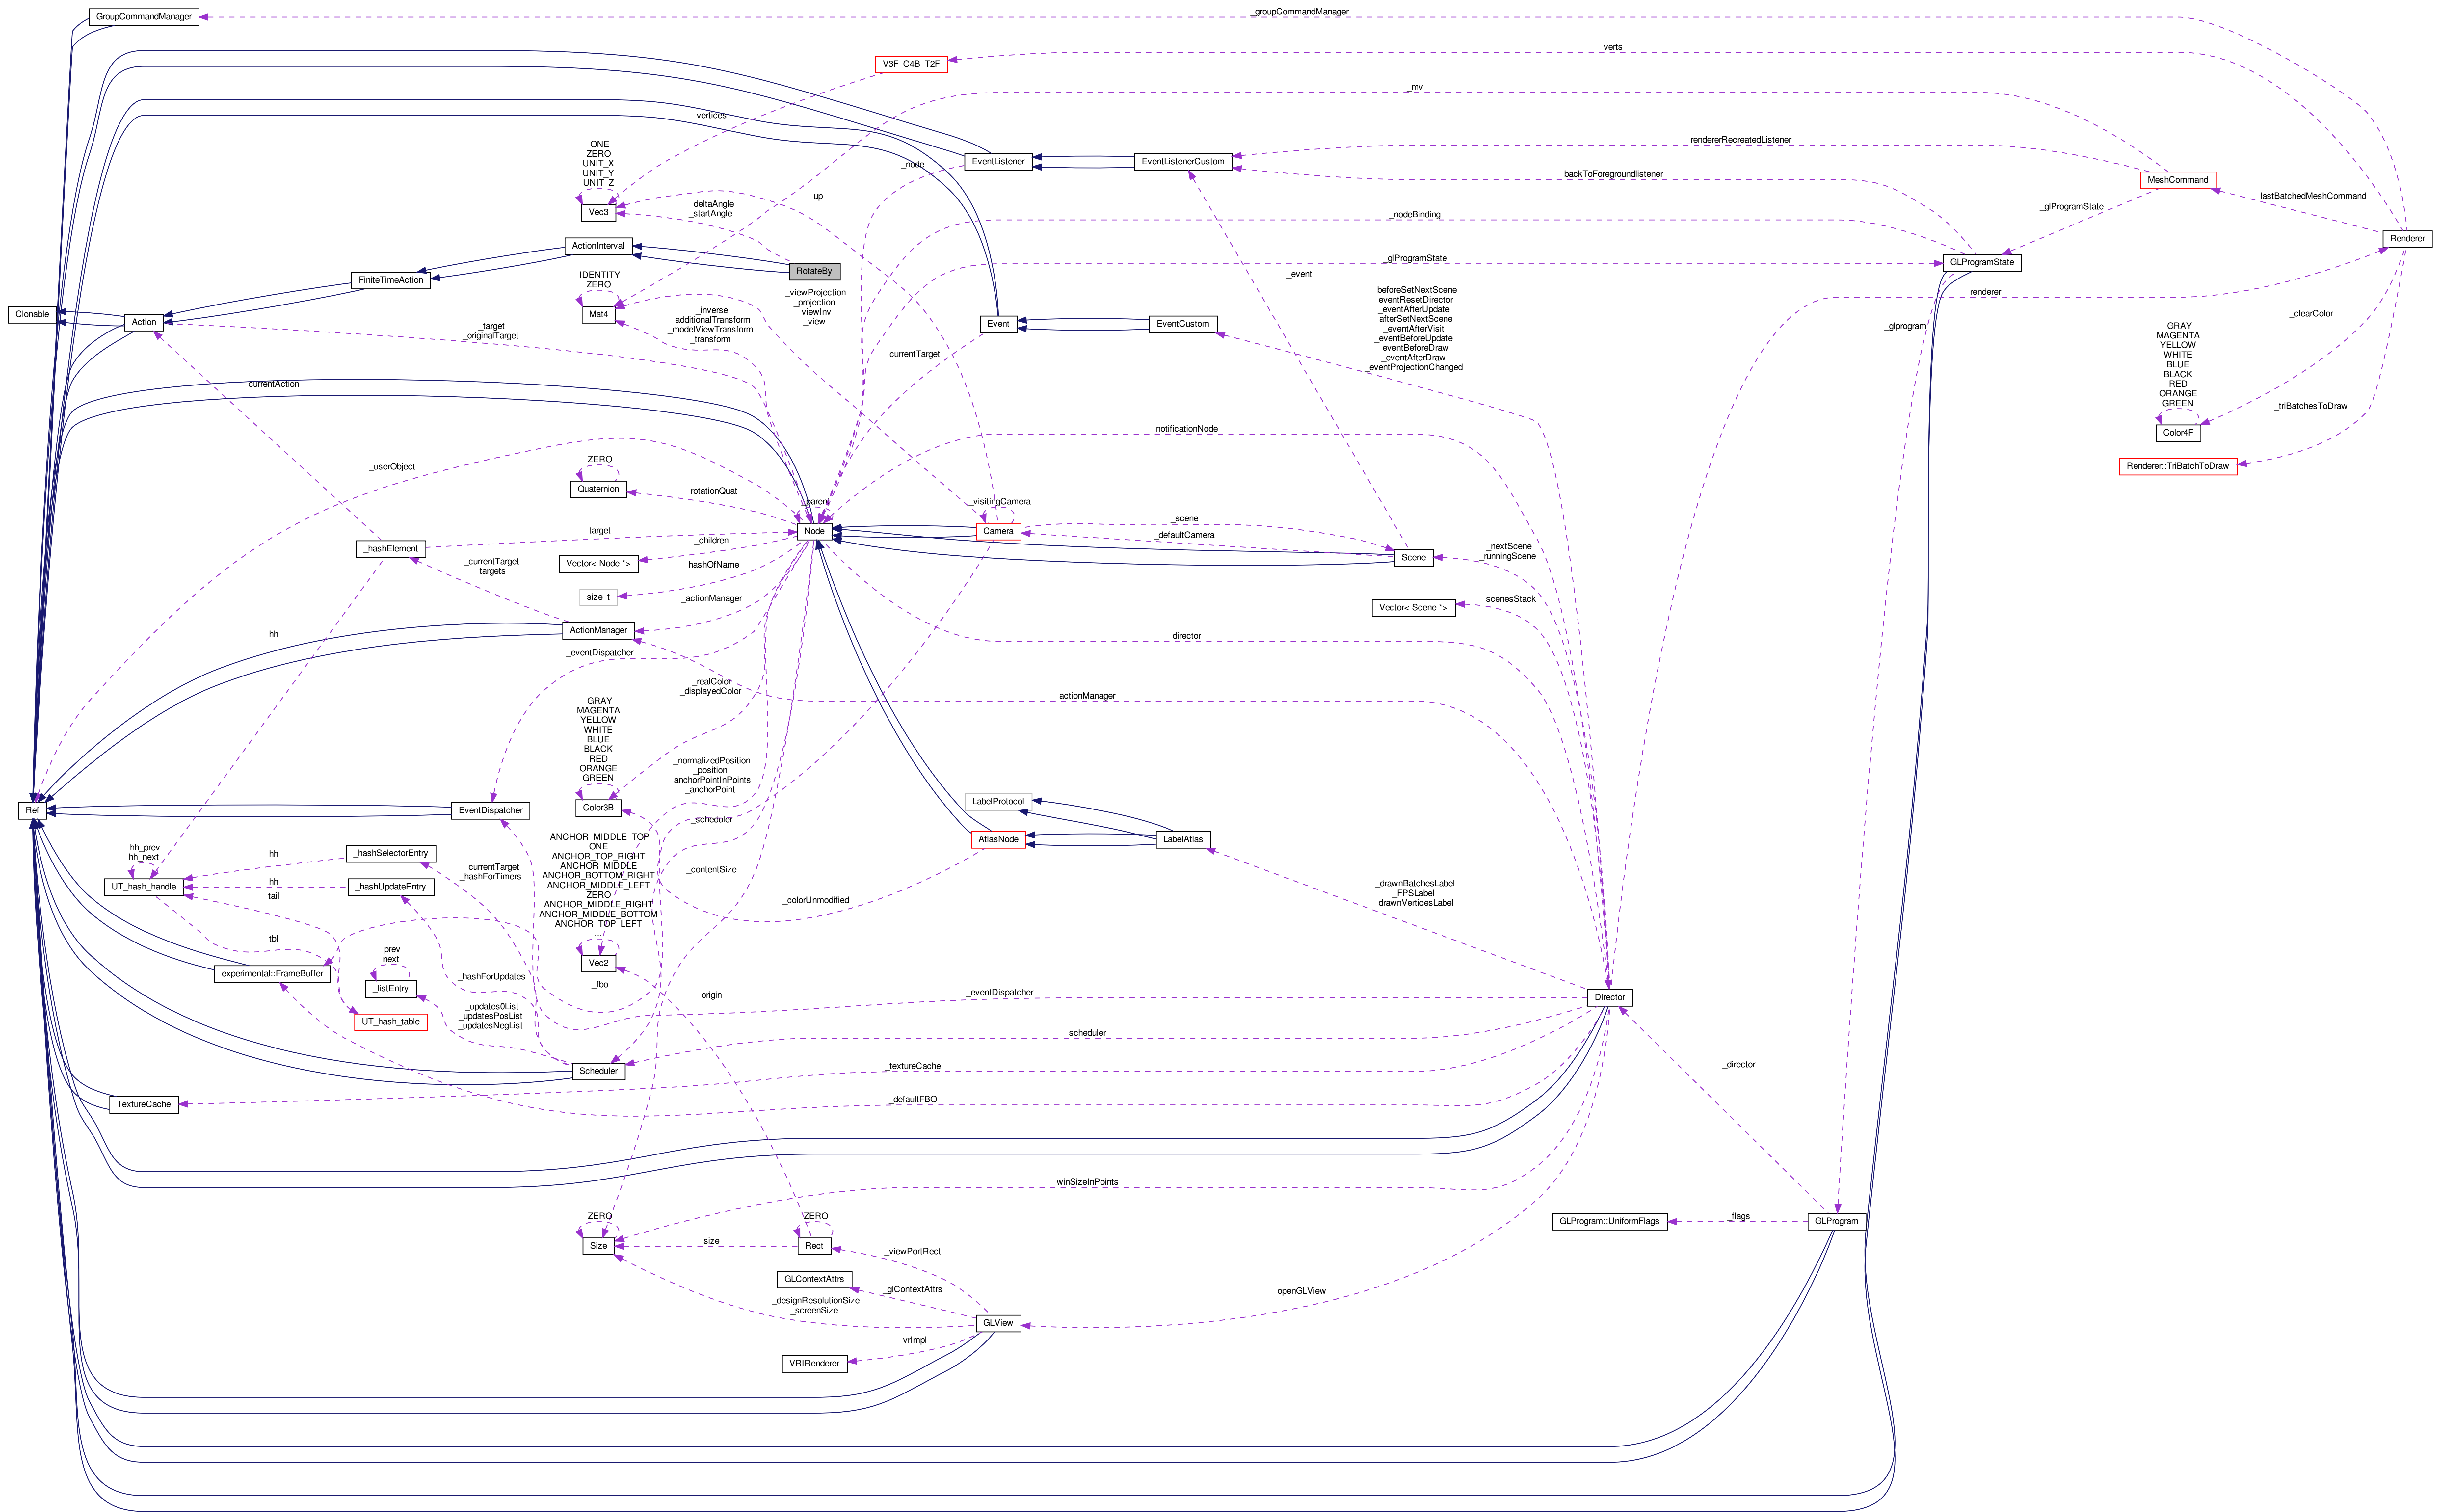 GroupCommandManager
_groupCommandManager
_verts
V3F_C4B_T2F
_mv
vertices
_rendererRecreatedListener
ONE
ZERO
UNIT_X
UNIT_Y
UNIT_Z
EventListener
EventListenerCustom
_node
_backToForegroundlistener
MeshCommand
_up
_deltaAngle
_startAngle
Vec3
_lastBatchedMeshCommand
_glProgramState
_nodeBinding
Renderer
ActionInterval
RotateBy
FiniteTimeAction
IDENTITY
ZERO
_event
_glProgramState
GLProgramState
_renderer
_viewProjection
_projection
_viewInv
_view
_beforeSetNextScene
_eventResetDirector
_eventAfterUpdate
_afterSetNextScene
_eventAfterVisit
_eventBeforeUpdate
_eventBeforeDraw
_eventAfterDraw
_eventProjectionChanged
Clonable
Action
Mat4
_inverse
_additionalTransform
_modelViewTransform
_transform
Event
EventCustom
_glprogram
_clearColor
_target
_originalTarget
_currentTarget
GRAY
MAGENTA
YELLOW
WHITE
BLUE
BLACK
RED
ORANGE
GREEN
Color4F
_triBatchesToDraw
currentAction
_notificationNode
_userObject
ZERO
Quaternion
_rotationQuat
Renderer::TriBatchToDraw
_parent
_visitingCamera
Node
Camera
_scene
_defaultCamera
Scene
_nextScene
_runningScene
_hashElement
target
_children
Vector< Node *>
_currentTarget
_targets
_hashOfName
size_t
Vector< Scene *>
_scenesStack
_actionManager
ActionManager
hh
_director
_eventDispatcher
_realColor
_displayedColor
_actionManager
GRAY
MAGENTA
YELLOW
WHITE
BLUE
BLACK
RED
ORANGE
GREEN
Color3B
_normalizedPosition
_position
_anchorPointInPoints
_anchorPoint
_scheduler
Ref
EventDispatcher
LabelProtocol
AtlasNode
LabelAtlas
hh_prev
hh_next
_hashSelectorEntry
hh
UT_hash_handle
hh
_hashUpdateEntry
tail
_currentTarget
_hashForTimers
ANCHOR_MIDDLE_TOP
ONE
ANCHOR_TOP_RIGHT
ANCHOR_MIDDLE
ANCHOR_BOTTOM_RIGHT
ANCHOR_MIDDLE_LEFT
ZERO
ANCHOR_MIDDLE_RIGHT
ANCHOR_MIDDLE_BOTTOM
ANCHOR_TOP_LEFT
...
Vec2
_contentSize
_colorUnmodified
_drawnBatchesLabel
_FPSLabel
_drawnVerticesLabel
tbl
prev
next
experimental::FrameBuffer
_listEntry
_hashForUpdates
_fbo
origin
_eventDispatcher
Director
UT_hash_table
_updates0List
_updatesPosList
_updatesNegList
_scheduler
Scheduler
_textureCache
_director
TextureCache
_defaultFBO
_winSizeInPoints
ZERO
Size
size
ZERO
Rect
_viewPortRect
GLProgram::UniformFlags
_flags
GLProgram
GLContextAttrs
_glContextAttrs
_openGLView
_designResolutionSize
_screenSize
GLView
_vrImpl
VRIRenderer